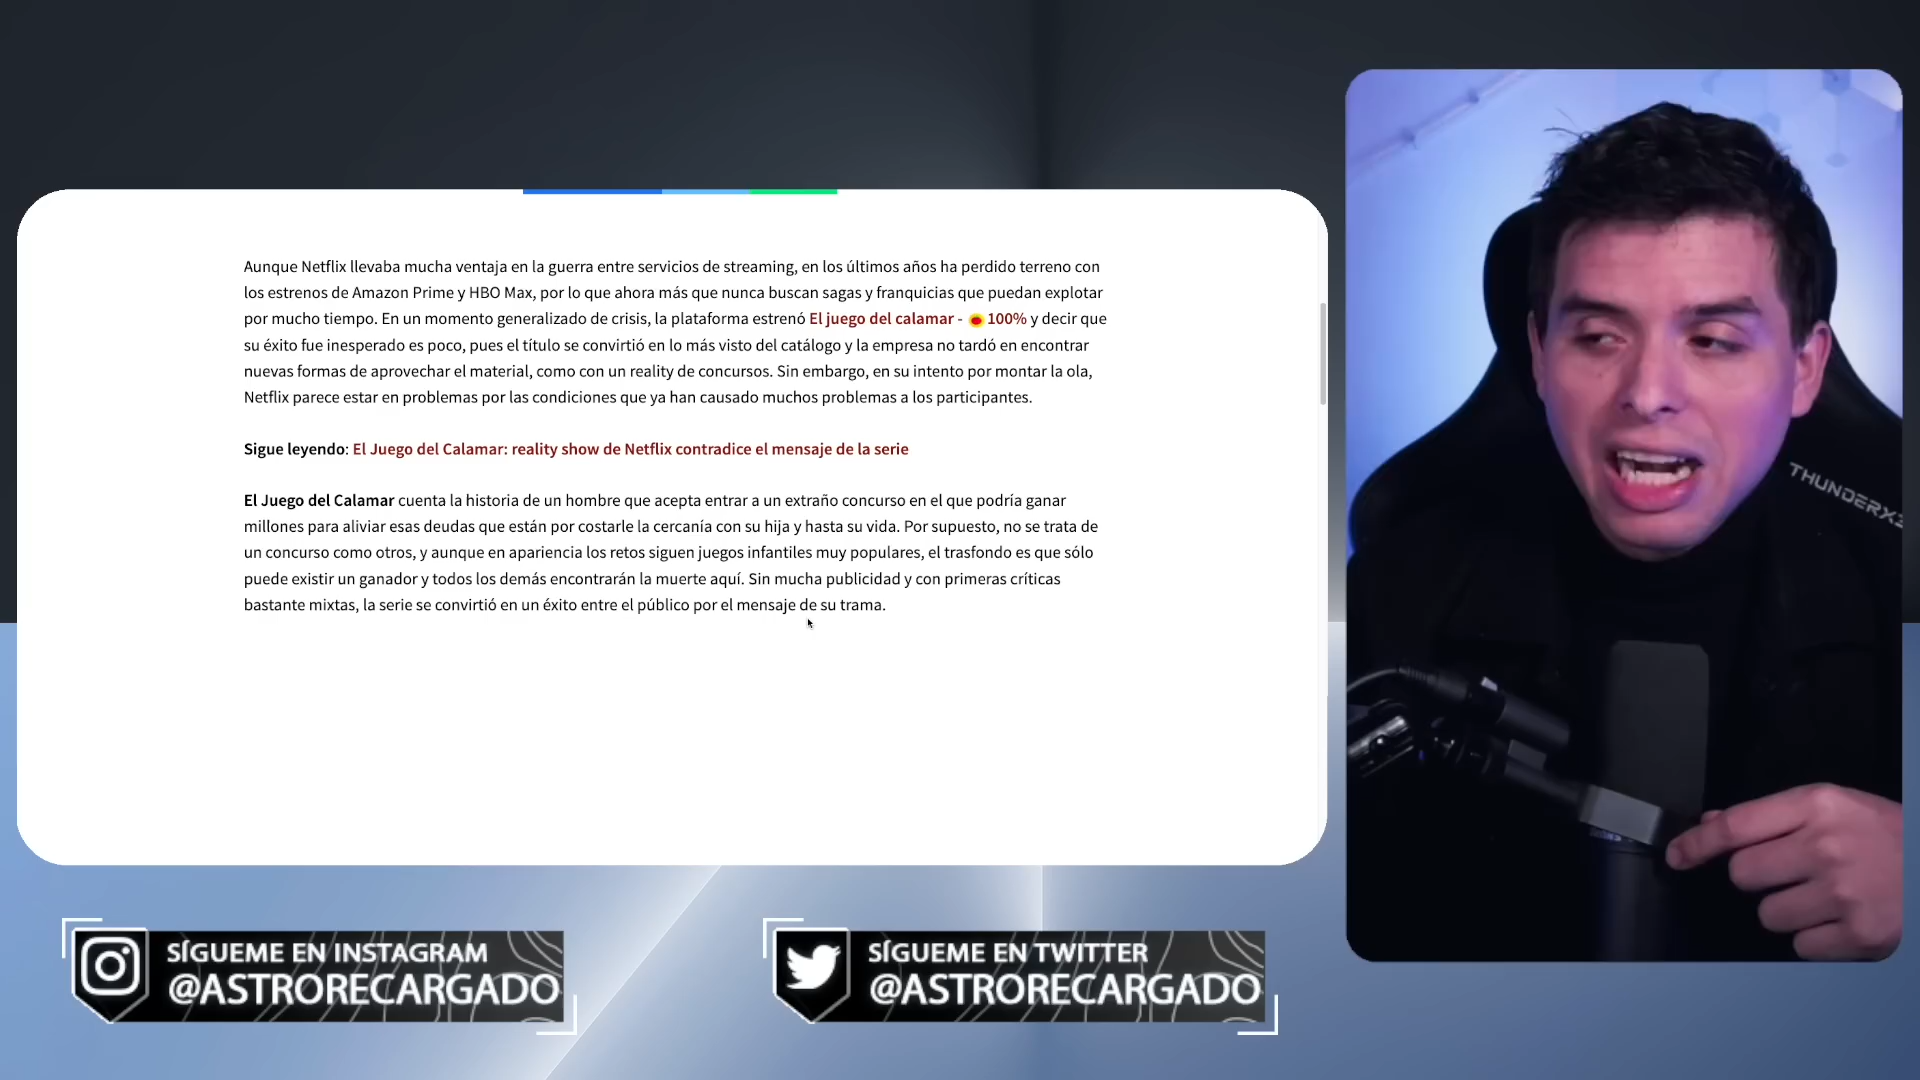 Aunque Netflix llevaba mucha ventaja en la guerra entre servicios de streaming, en los últimos años ha perdido terreno con
los estrenos de Amazon Prime y HBO Max, por lo que ahora más que nunca buscan sagas y franquicias que puedan explotar
por mucho tiempo. En un momento generalizado de crisis, la plataforma estrenó El juego del calamar - 100% y decir que
su éxito fue inesperado es poco, pues el título se convirtió en lo más visto del catálogo y la empresa no tardó en encontrar
nuevas formas de aprovechar el material, como con un reality de concursos. Sin embargo, en su intento por montar la ola,
Netflix parece estar en problemas por las condiciones que ya han causado muchos problemas a los participantes.
Sigue leyendo: El Juego del Calamar: reality show de Netflix contradice el mensaje de la serie
El Juego del Calamar cuenta la historia de un hombre que acepta entrar a un extraño concurso en el que podría ganar
millones para aliviar esas deudas que están por costarle la cercanía con su hija y hasta su vida. Por supuesto, no se trata de
un concurso como otros, y aunque en apariencia los retos siguen juegos infantiles muy populares, el trasfondo es que sólo
puede existir un ganador y todos los demás encontrarán la muerte aquí. Sin mucha publicidad y con primeras críticas
bastante mixtas, la serie se convirtió en un éxito entre el público por el mensaje de su trama.
THUNDERX3
SÍGUEME EN INSTAGRAM
@ASTRORECARGADO
SÍGUEME EN TWITTER
@ASTRORECARGADO